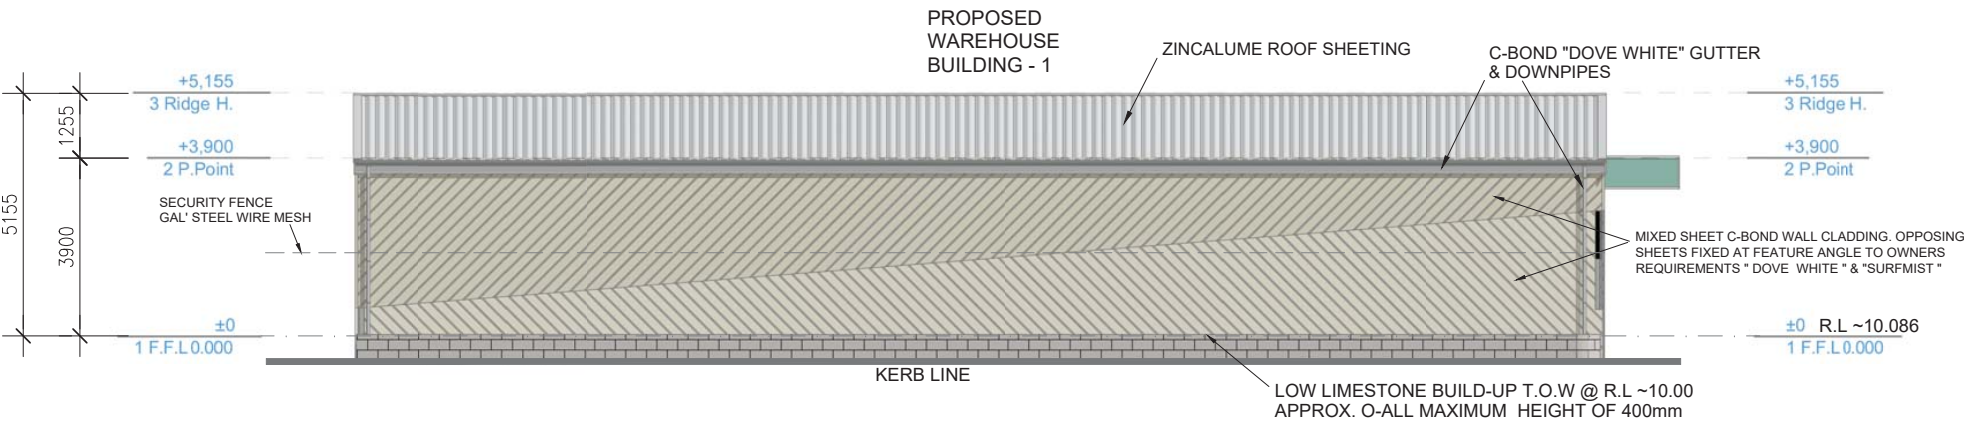 PROPOSED
WAREHOUSE
BUILDING - 1
ZINCALUME ROOF SHEETING
C-BOND "DOVE WHITE" GUTTER
& DOWNPIPES
+5,155
3 Ridge H.
+5,155
3 Ridge H.
1255
+3,900
2 P.Point
+3,900
2 P.Point
SECURITY FENCE
GAL' STEEL WIRE MESH
5155
3900
MIXED SHEET C-BOND WALL CLADDING. OPPOSING
SHEETS FIXED AT FEATURE ANGLE TO OWNERS
REQUIREMENTS " DOVE WHITE " & "SURFMIST "
±0
1 F.F.L 0.000
±0 R.L ~10.086
1 F.F.L 0.000
KERB LINE
LOW LIMESTONE BUILD-UP T.O.W @ R.L ~10.00
APPROX. O-ALL MAXIMUM HEIGHT OF 400mm